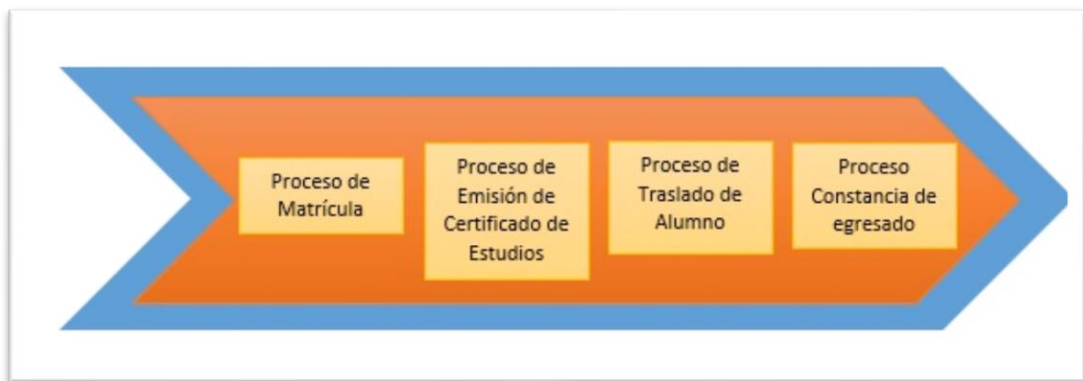 Proceso de
Matrícula
Proceso de
Emisión de
Certificado de
Estudios
Proceso de
Traslado de
Alumno
Proceso
Constancia de
egresado